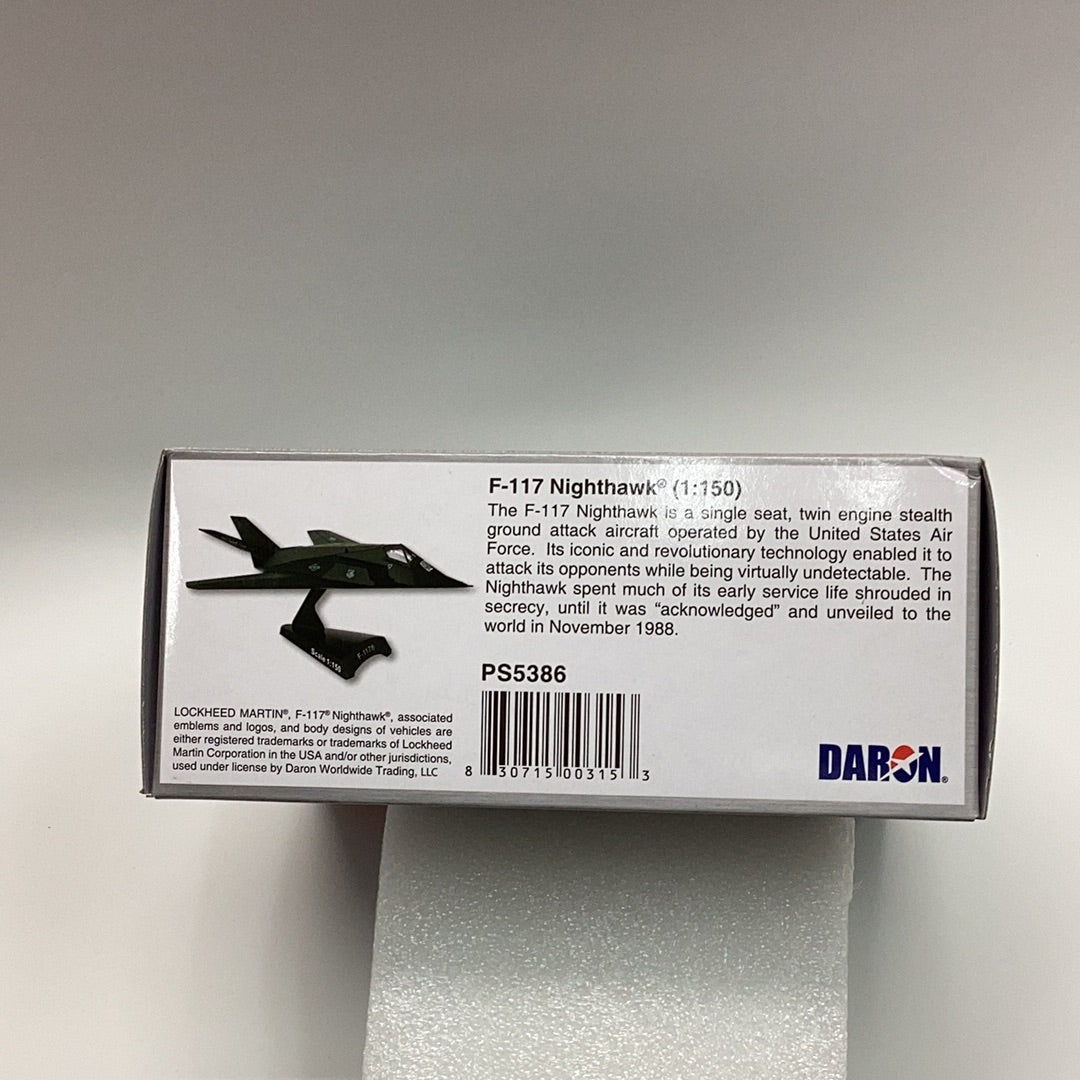 F-117 Nighthawk® (1:150)
The F-117 Nighthawk is a single seat, twin engine stealth
ground attack aircraft operated by the United States Air
Force. Its iconic and revolutionary technology enabled it to
attack its opponents while being virtually undetectable. The
Nighthawk spent much of its early service life shrouded in
secrecy, until it was “acknowledged” and unveiled to the
world in November 1988.
Scale 1:150
F-117®
PS5386
LOCKHEED MARTIN®, F-117® Nighthawk®, associated
emblems and logos, and body designs of vehicles are
either registered trademarks or trademarks of Lockheed
Martin Corporation in the USA and/or other jurisdictions,
used under license by Daron Worldwide Trading, LLC
8 30715 00315 3
DARON®